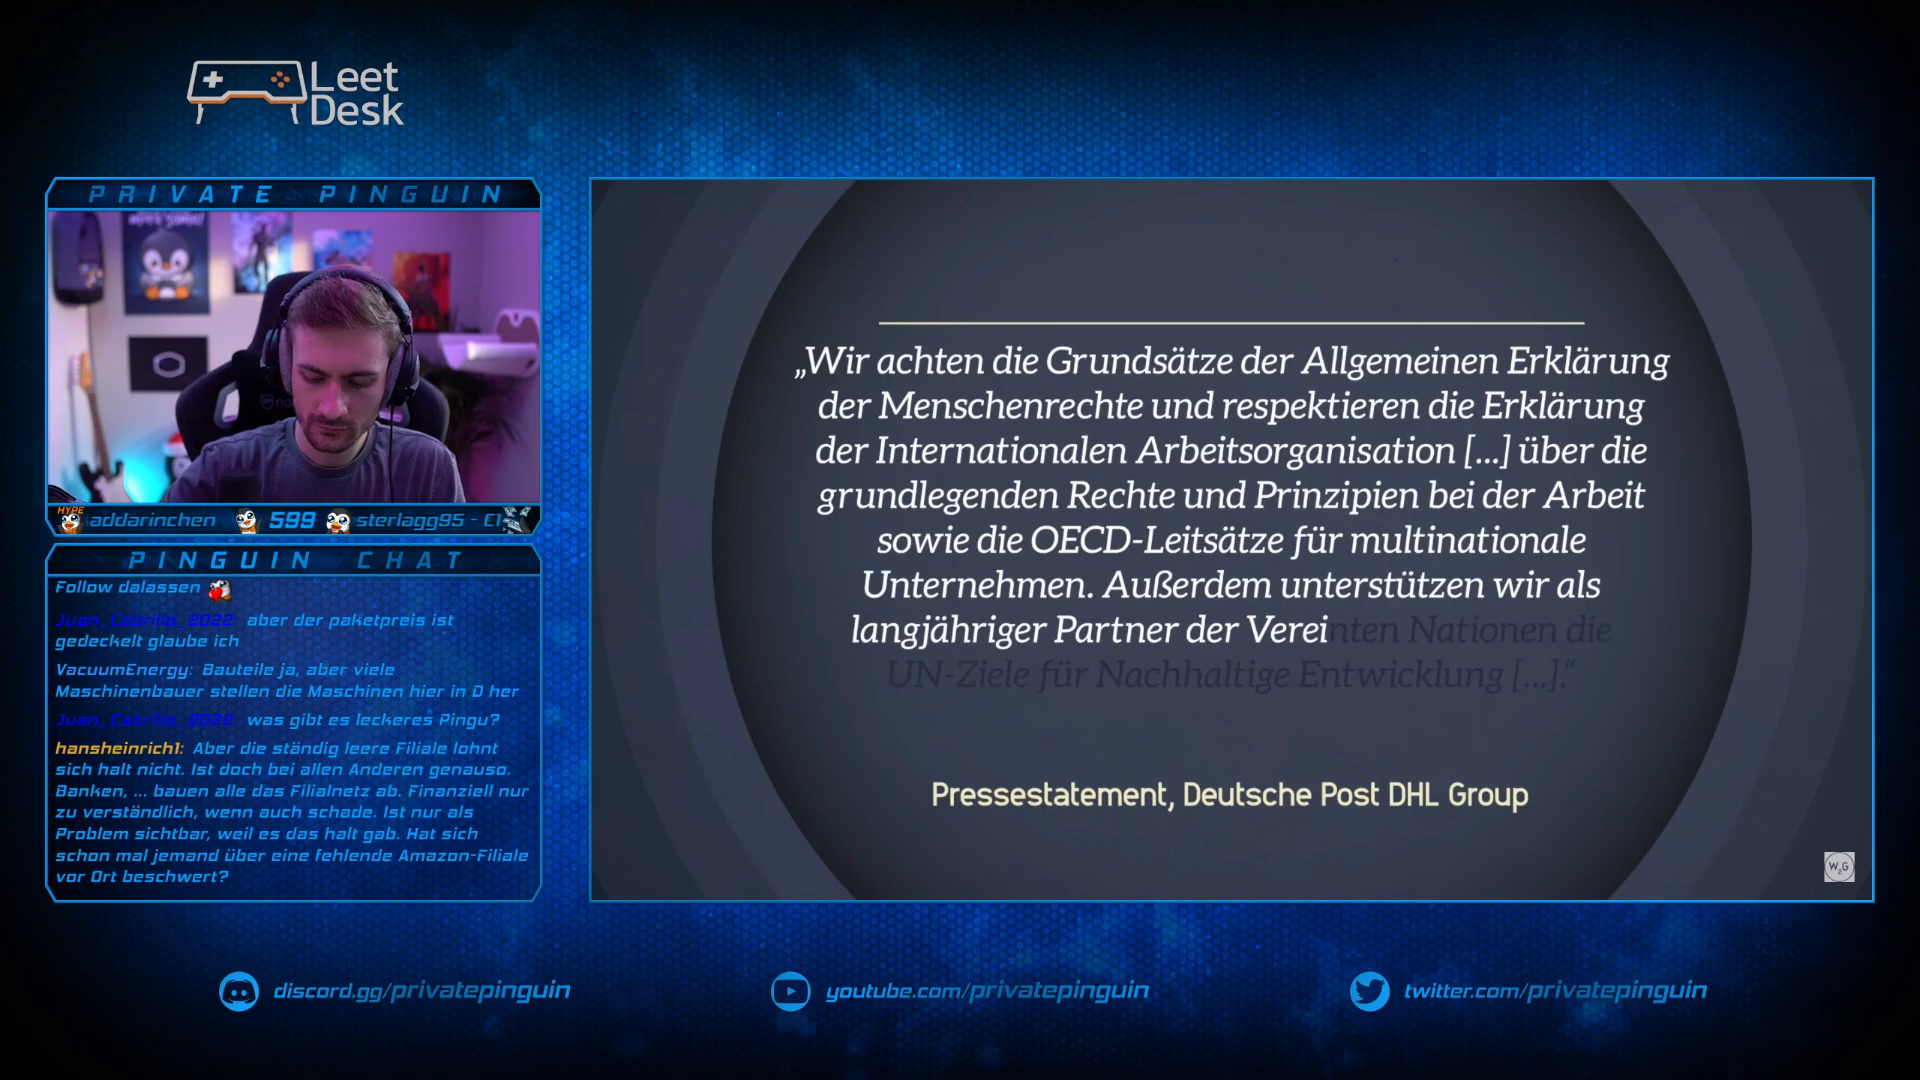 Leet
Desk
PRIVATE PINGUIN
HYPE
addarinchen 599 sterlagg95 - €1
PINGUIN CHAT
Follow dalassen
Juan_Cabrillo_2022: aber der paketpreis ist
gedeckelt glaube ich
VacuumEnergy: Bauteile ja, aber viele
Maschinenbauer stellen die Maschinen hier in D her
Juan_Cabrillo_2022: was gibt es leckeres Pingu?
hansheinrich1: Aber die ständig leere Filiale lohnt
sich halt nicht. Ist doch bei allen Anderen genauso.
Banken, ... bauen alle das Filialnetz ab. Finanziell nur
zu verständlich, wenn auch schade. Ist nur als
Problem sichtbar, weil es das halt gab. Hat sich
schon mal jemand über eine fehlende Amazon-Filiale
vor Ort beschwert?
„Wir achten die Grundsätze der Allgemeinen Erklärung
der Menschenrechte und respektieren die Erklärung
der Internationalen Arbeitsorganisation [...] über die
grundlegenden Rechte und Prinzipien bei der Arbeit
sowie die OECD-Leitsätze für multinationale
Unternehmen. Außerdem unterstützen wir als
langjähriger Partner der Vereinten Nationen die
UN-Ziele für Nachhaltige Entwicklung [...].“
Pressestatement, Deutsche Post DHL Group
W2G
discord.gg/privatepinguin
youtube.com/privatepinguin
twitter.com/privatepinguin